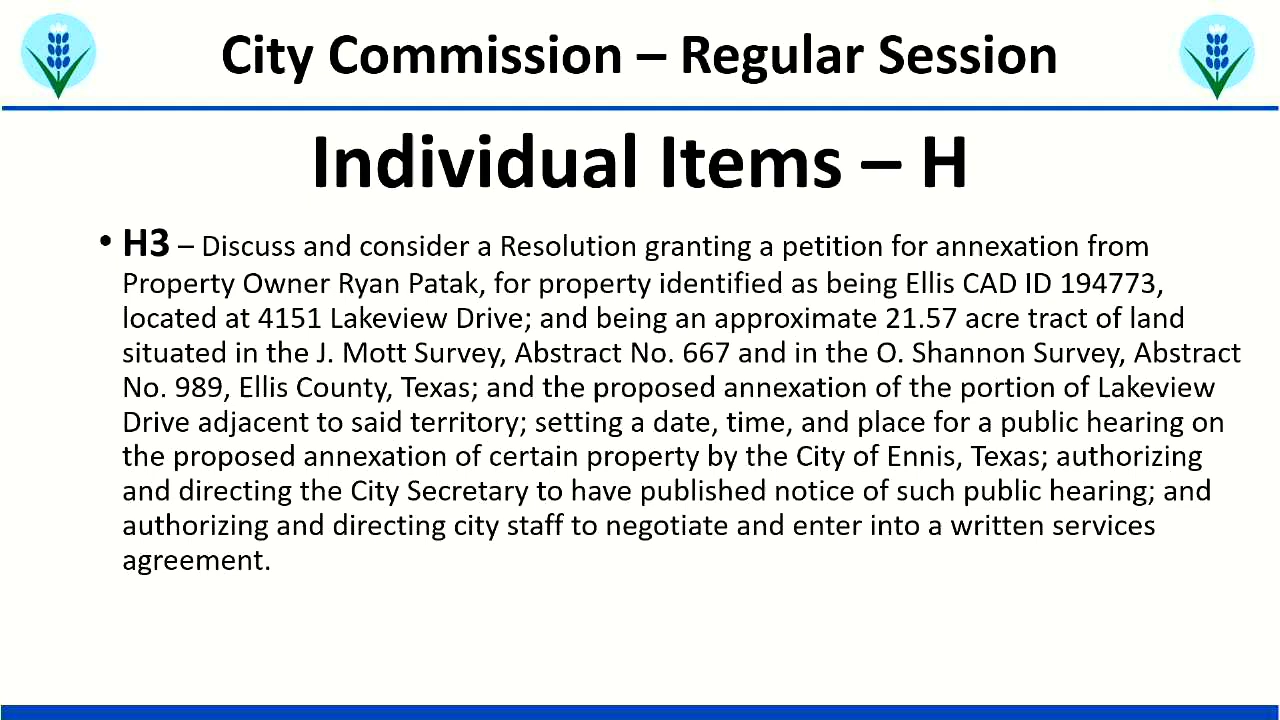 City Commission – Regular Session
Individual Items – H
• H3 – Discuss and consider a Resolution granting a petition for annexation from
Property Owner Ryan Patak, for property identified as being Ellis CAD ID 194773,
located at 4151 Lakeview Drive; and being an approximate 21.57 acre tract of land
situated in the J. Mott Survey, Abstract No. 667 and in the O. Shannon Survey, Abstract
No. 989, Ellis County, Texas; and the proposed annexation of the portion of Lakeview
Drive adjacent to said territory; setting a date, time, and place for a public hearing on
the proposed annexation of certain property by the City of Ennis, Texas; authorizing
and directing the City Secretary to have published notice of such public hearing; and
authorizing and directing city staff to negotiate and enter into a written services
agreement.